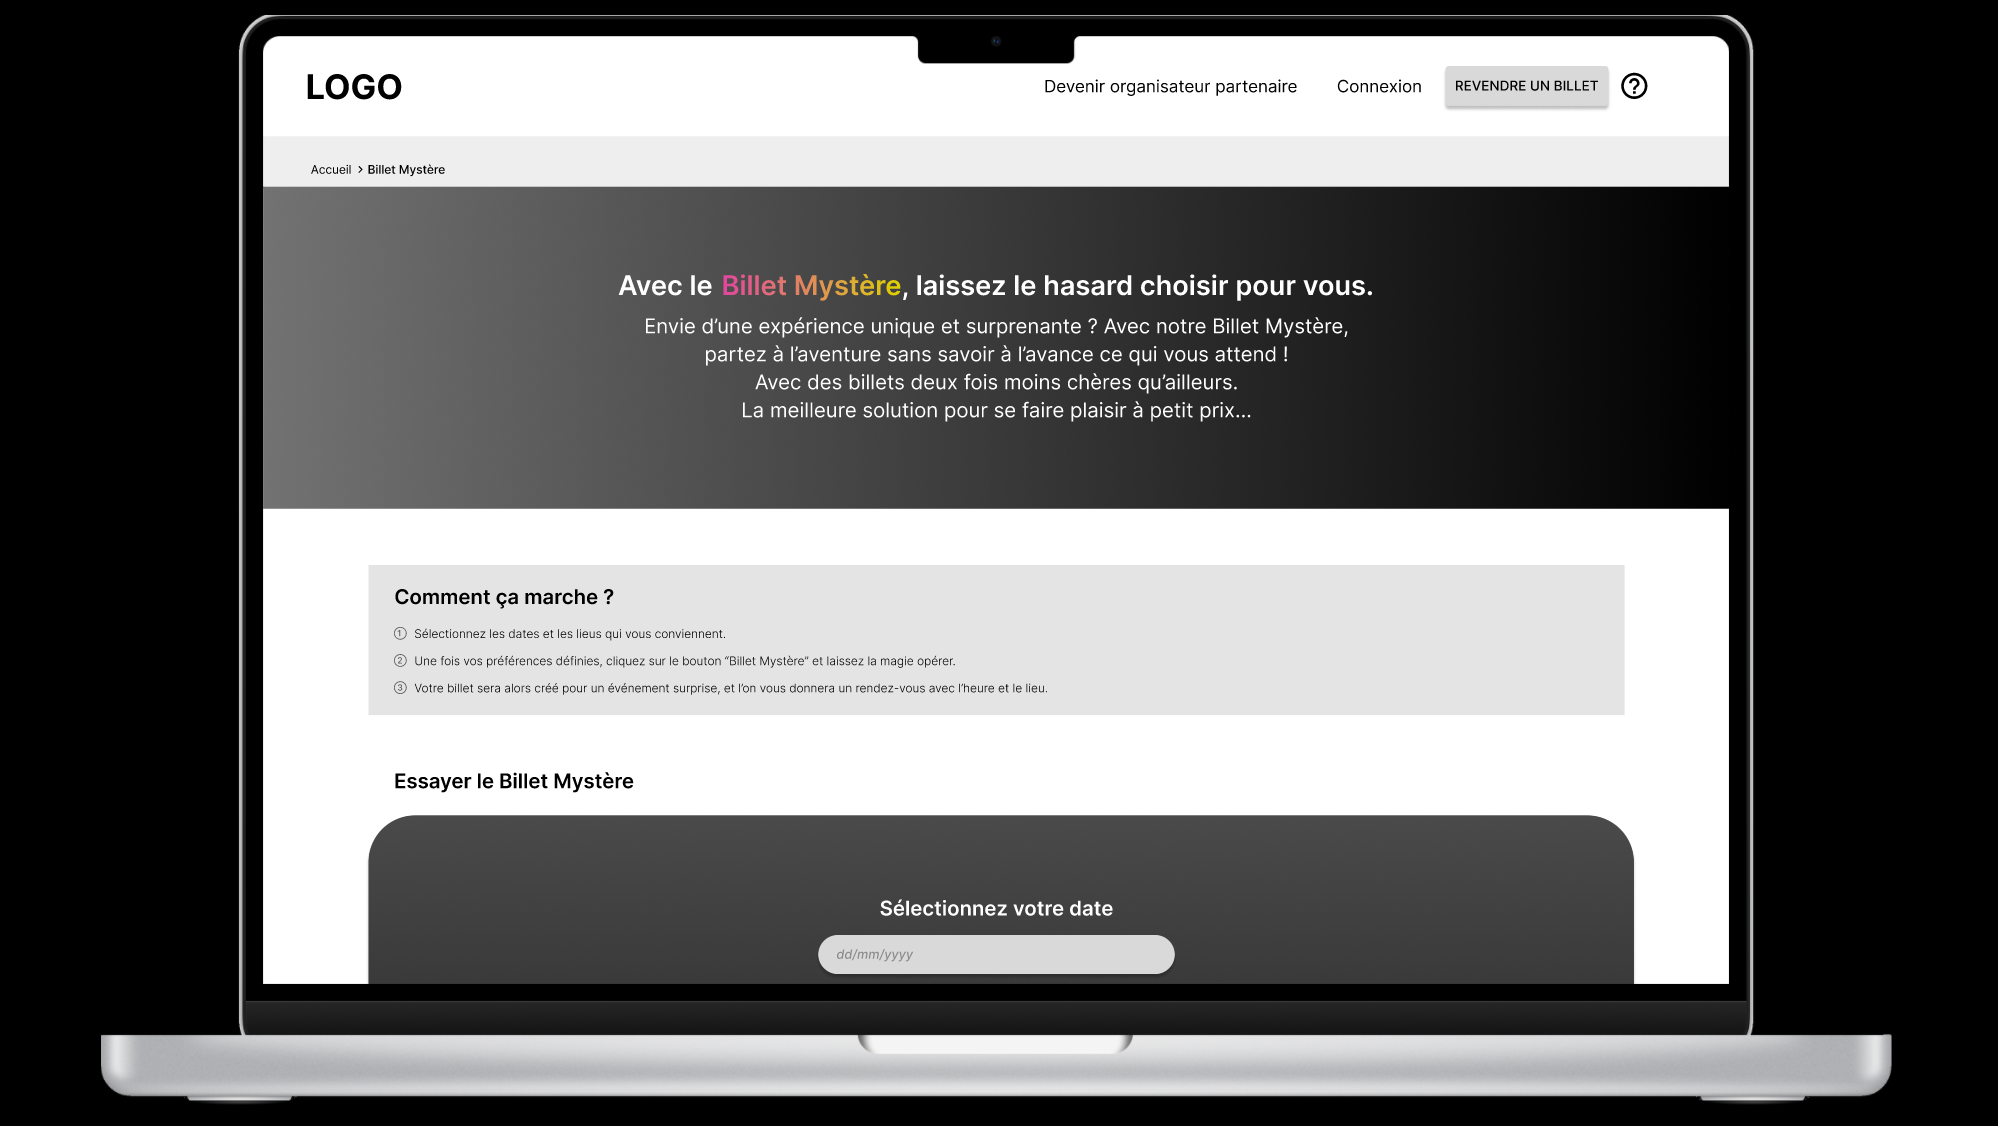 LOGO
Devenir organisateur partenaire
Connexion
REVENDRE UN BILLET
?
Accueil > Billet Mystère
Avec le Billet Mystère, laissez le hasard choisir pour vous.
Envie d’une expérience unique et surprenante ? Avec notre Billet Mystère,
partez à l’aventure sans savoir à l’avance ce qui vous attend !
Avec des billets deux fois moins chères qu’ailleurs.
La meilleure solution pour se faire plaisir à petit prix...
Comment ça marche ?
① Sélectionnez les dates et les lieus qui vous conviennent.
② Une fois vos préférences définies, cliquez sur le bouton “Billet Mystère” et laissez la magie opérer.
③ Votre billet sera alors créé pour un événement surprise, et l’on vous donnera un rendez-vous avec l’heure et le lieu.
Essayer le Billet Mystère
Sélectionnez votre date
dd/mm/yyyy